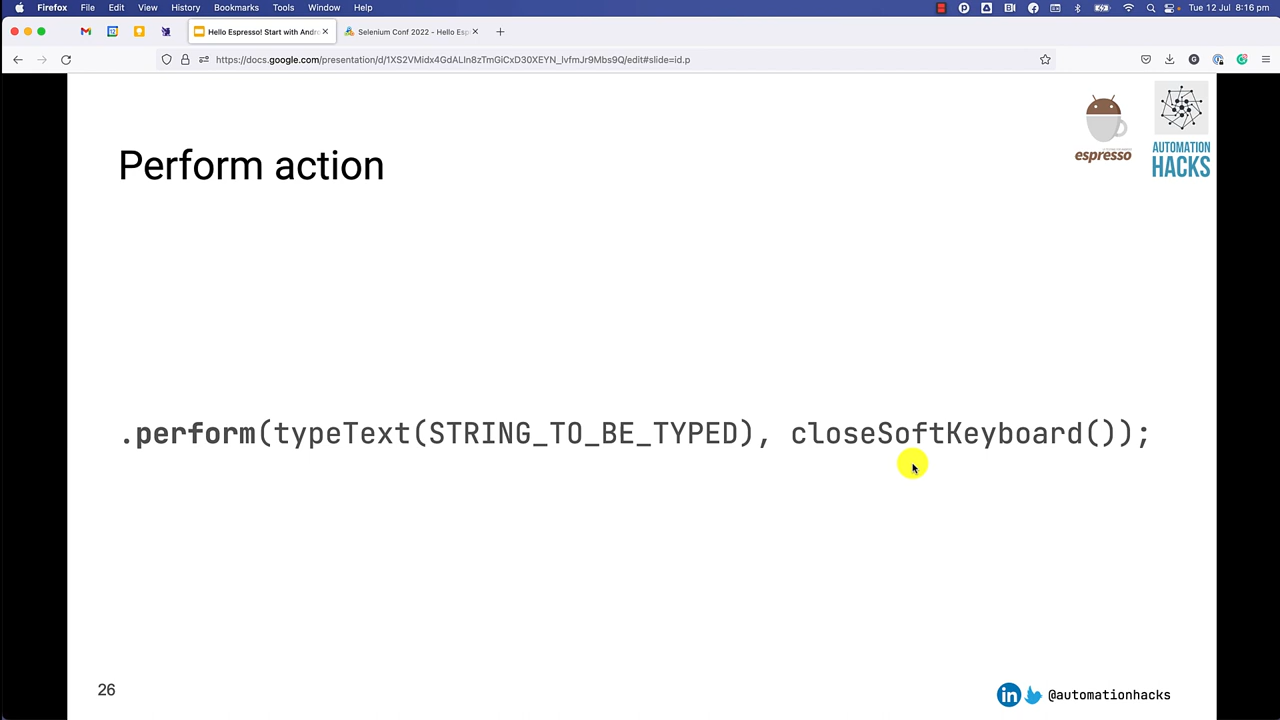 Firefox File Edit View History Bookmarks Tools Window Help Tue 12 Jul 8:16 pm
Hello Espresso! Start with Andro Selenium Conf 2022 - Hello Esp
https://docs.google.com/presentation/d/1XS2VMidx4GdALIn8zTmGiCxD30XEYN_lvfmJr9Mbs9Q/edit#slide=id.p
Perform action
espresso
AUTOMATION
HACKS
.perform(typeText(STRING_TO_BE_TYPED), closeSoftKeyboard());
26
in @automationhacks